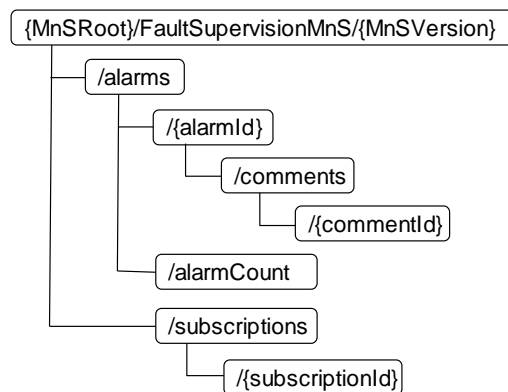 {MnSRoot}/FaultSupervisionMnS/{MnSVersion}
/alarms
/{alarmId}
/comments
/{commentId}
/alarmCount
/subscriptions
/{subscriptionId}